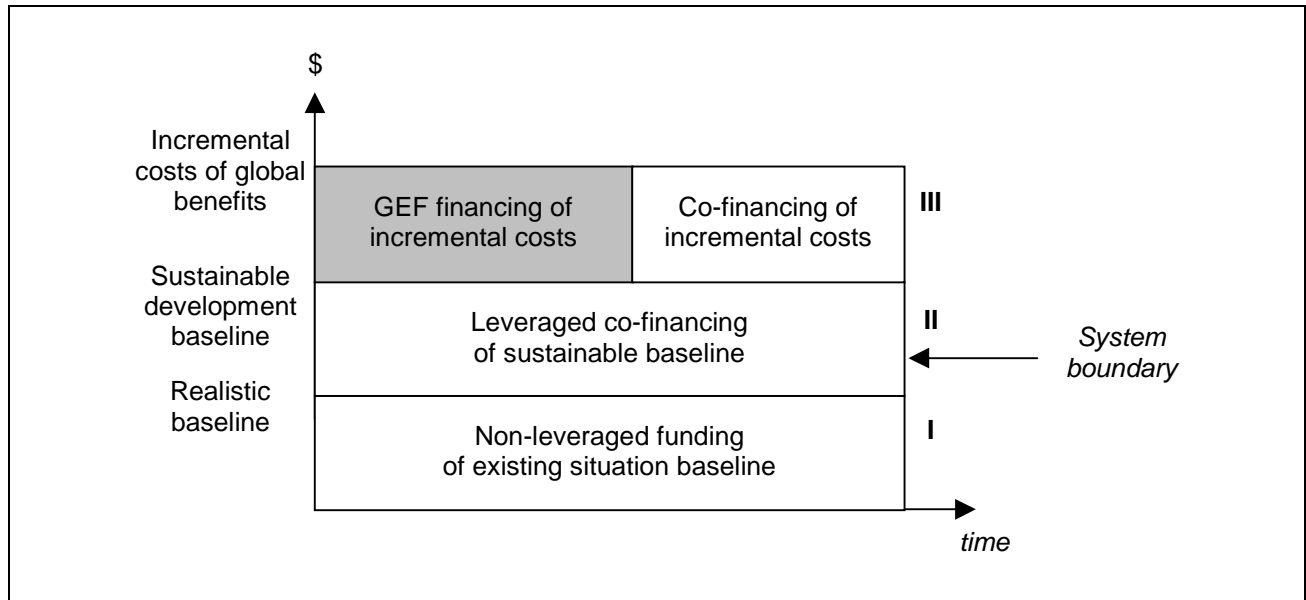 $
Incremental
costs of global
benefits
GEF financing of
incremental costs
Co-financing of
incremental costs
III
Sustainable
development
baseline
Leveraged co-financing
of sustainable baseline
II
System
boundary
Realistic
baseline
Non-leveraged funding
of existing situation baseline
I
time